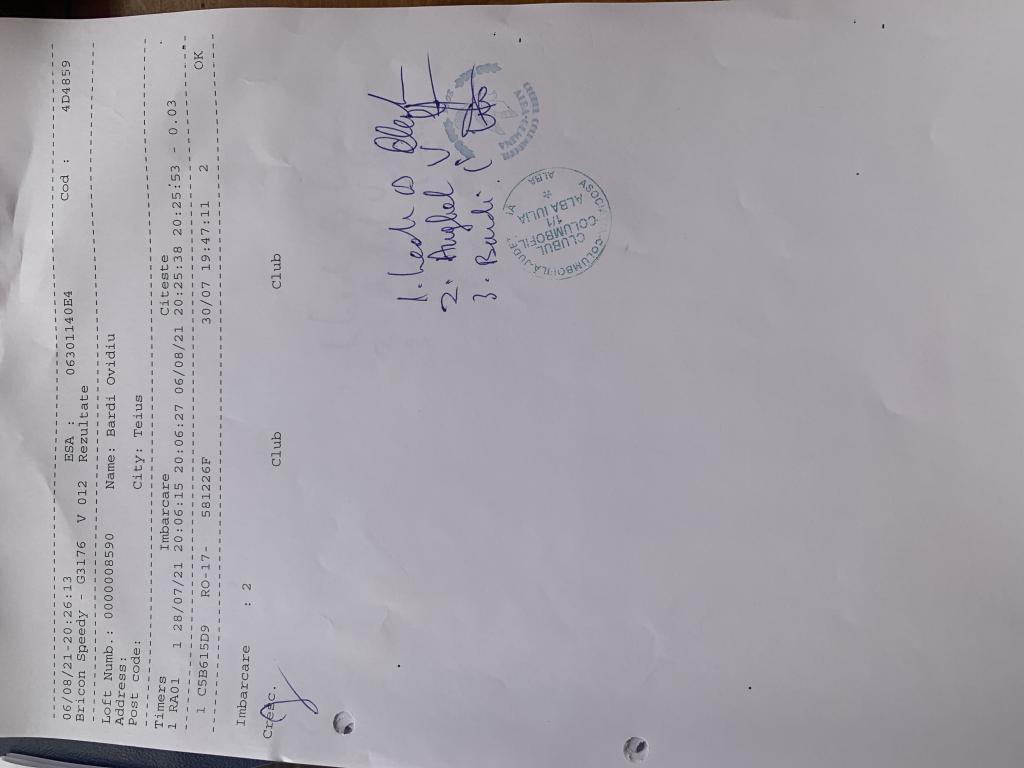 06/08/21-20:26:13 ESA : 06301140E4 Cod : 4D4859
Bricon Speedy - G3176 V 012 Rezultate
Loft Numb.: 0000008590 Name: Bardi Ovidiu
Address:
Post code: City: Teius
Timers Imbarcare Citeste
1 RA01 1 28/07/21 20:06:15 20:06:27 06/08/21 20:25:38 20:25:53 - 0.03
1 C5B615D9 RO-17- 581226F 30/07 19:47:11 2 OK
Imbarcare : 2
Cresc. Club Club
1.
2. Anghel
3. Bardi.
CLUBUL
COLUMBOFIL
1/1
ALBA IULIA
ALBA